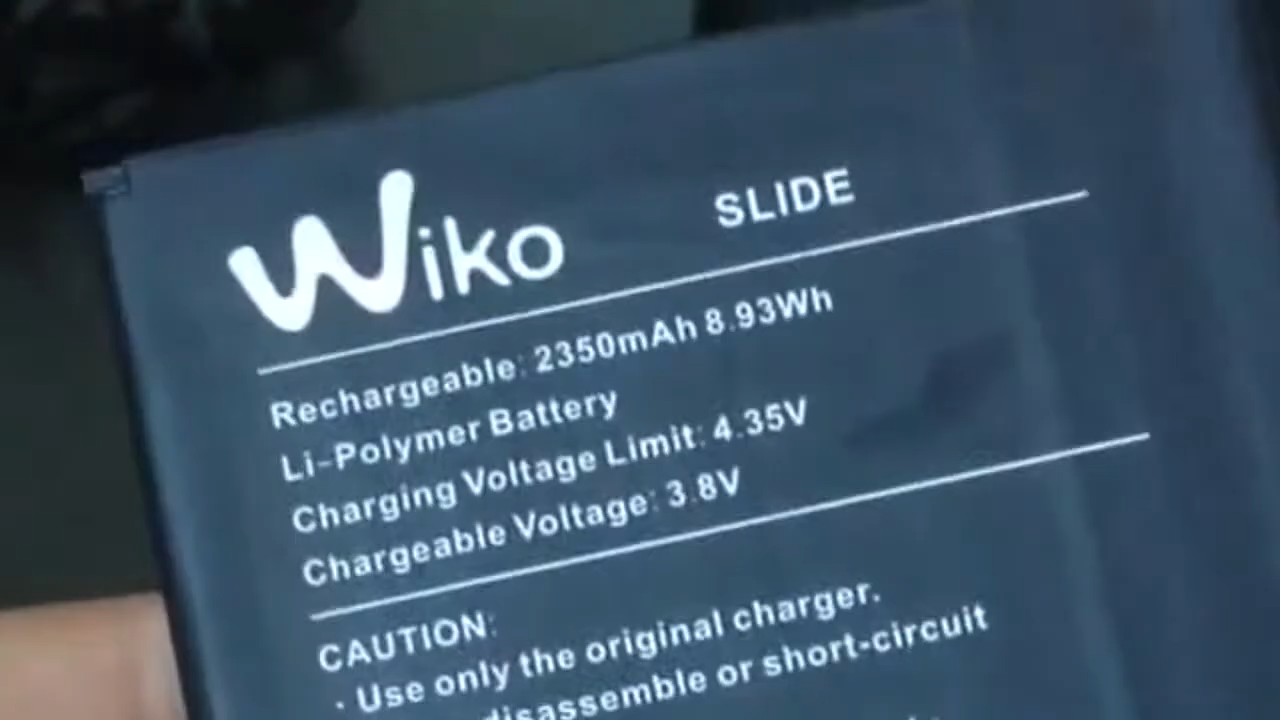 Wiko SLIDE
Rechargeable: 2350mAh 8.93Wh
Li-Polymer Battery
Charging Voltage Limit: 4.35V
Chargeable Voltage: 3.8V
CAUTION:
· Use only the original charger.
disassemble or short-circuit